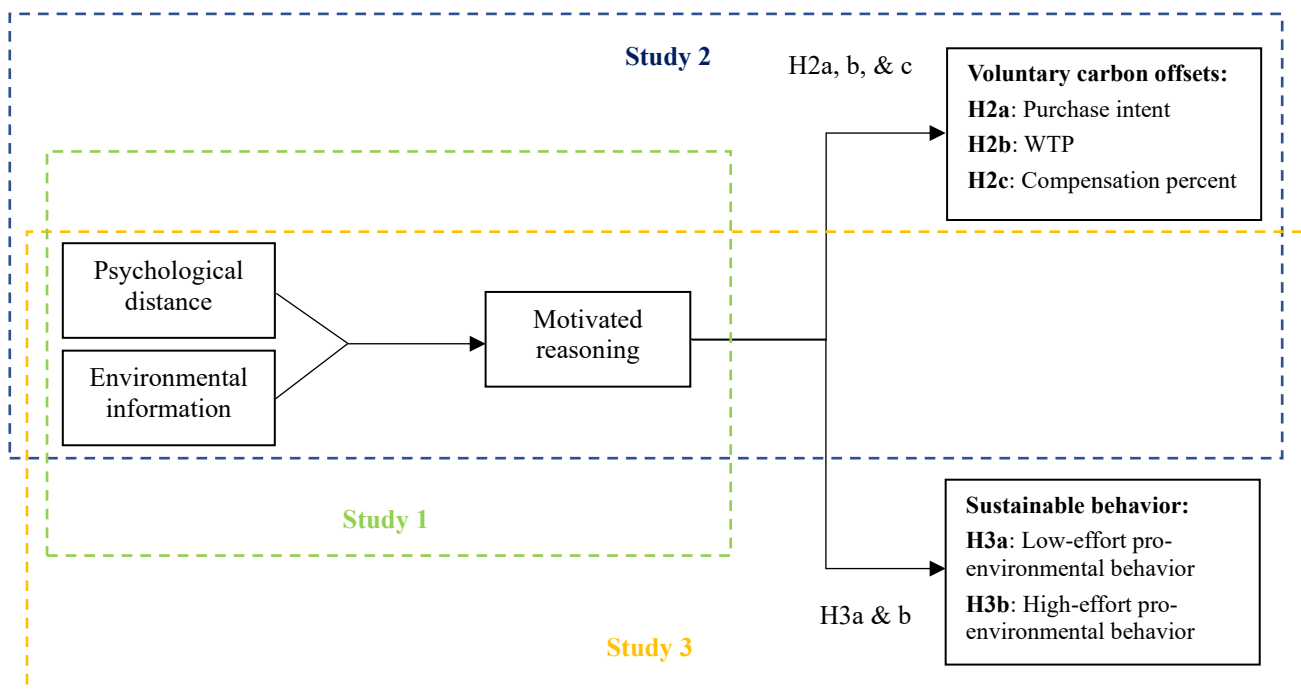 Study 2
H2a, b, & c
Voluntary carbon offsets:
H2a: Purchase intent
H2b: WTP
H2c: Compensation percent
Psychological
distance
Environmental
information
Motivated
reasoning
Study 1
Sustainable behavior:
H3a: Low-effort pro-
environmental behavior
H3b: High-effort pro-
environmental behavior
H3a & b
Study 3